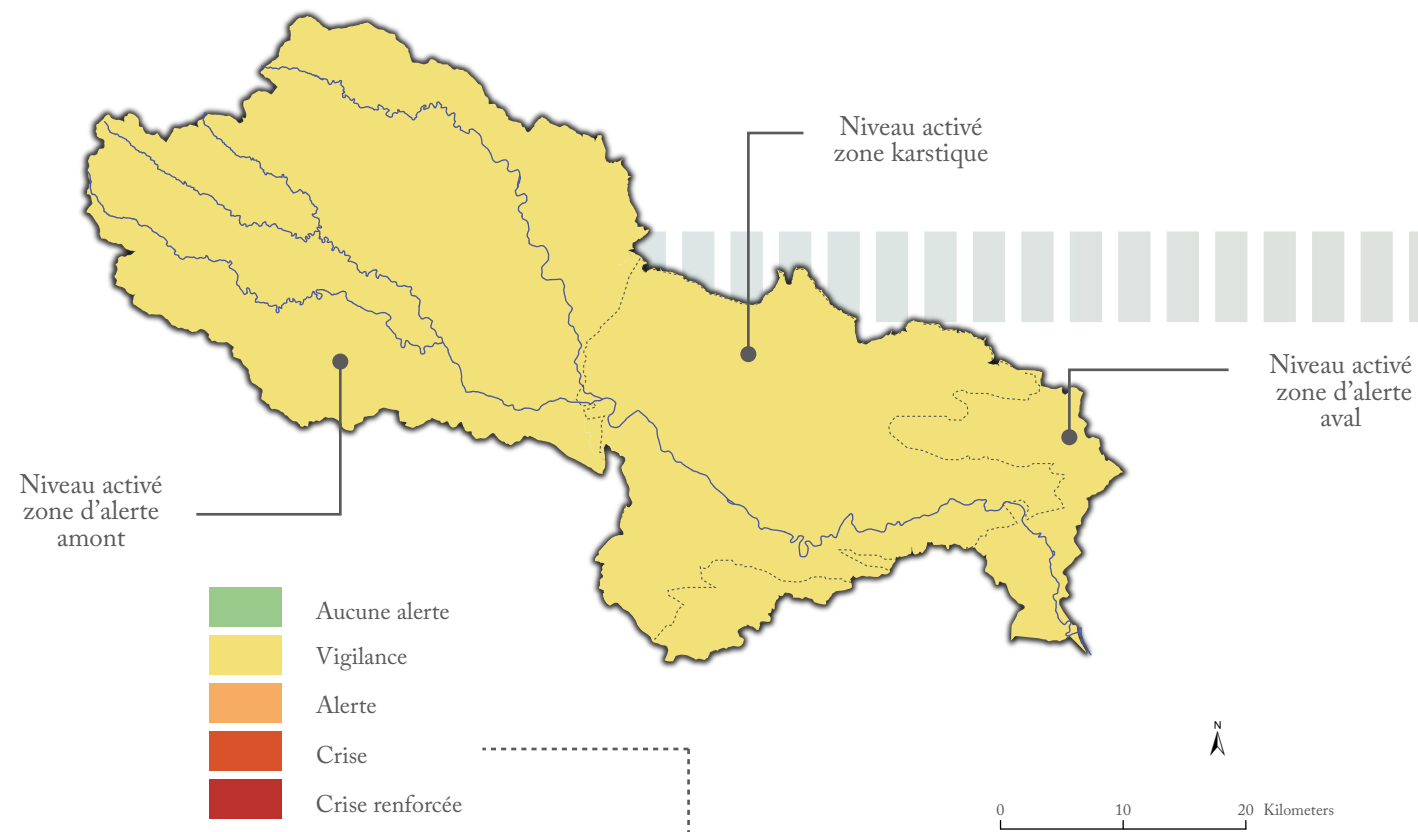 Niveau activé
zone karstique
Niveau activé
zone d'alerte
aval
Niveau activé
zone d'alerte
amont
Aucune alerte
Vigilance
Alerte
Crise
Crise renforcée
N
0 10 20 Kilometers